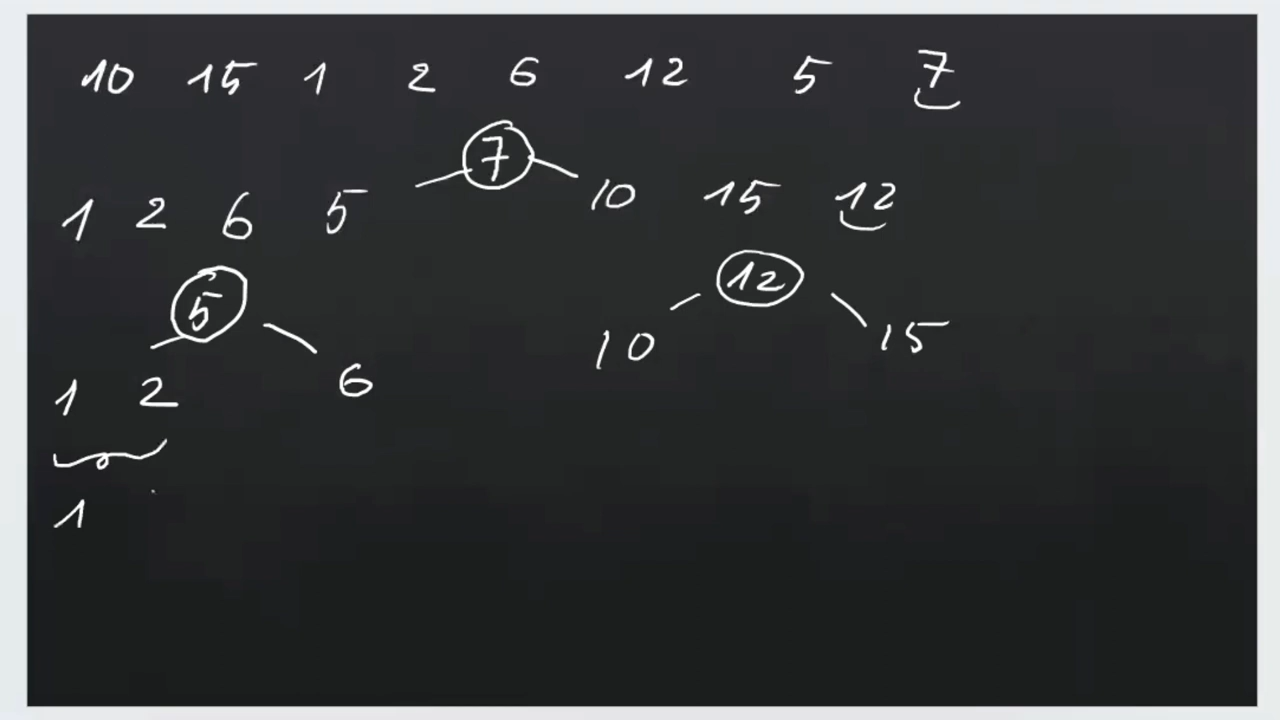 10 15 1 2 6 12 5 7
7
1 2 6 5 10 15 12
5 12
10 15
1 2 6
1